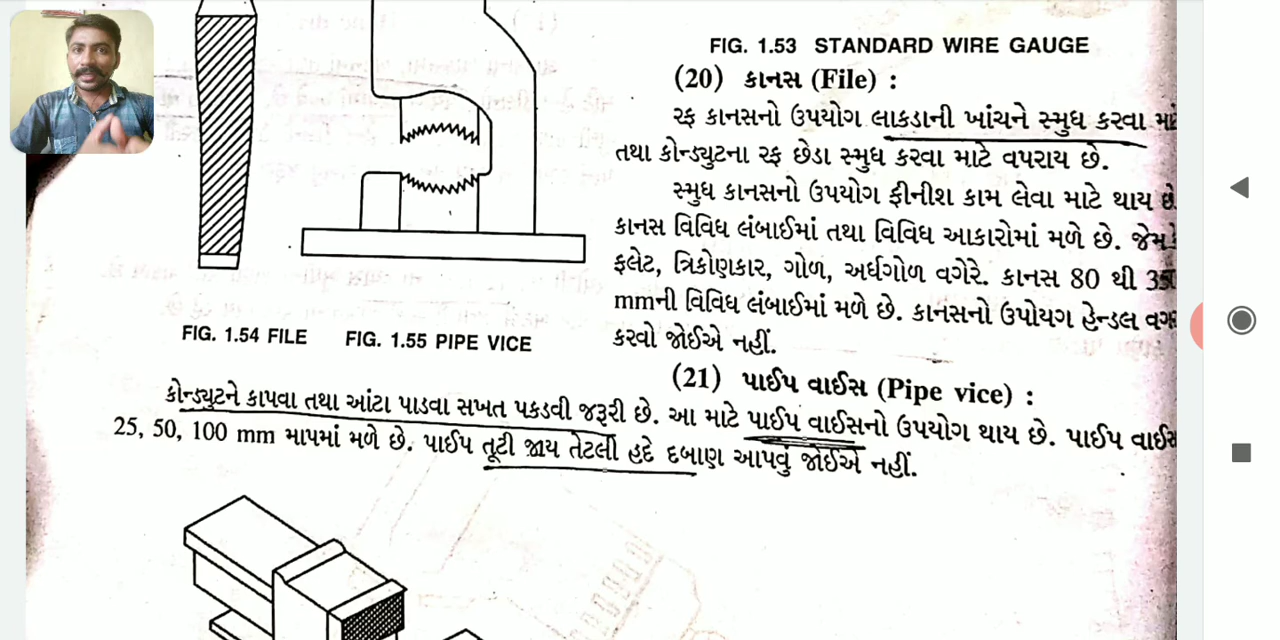 FIG. 1.53 STANDARD WIRE GAUGE
(20) કાનસ (File) :
રફ કાનસનો ઉપયોગ લાકડાની ખાંચને સ્મુધ કરવા માટે
તથા કોન્ડ્યુટના રફ છેડા સ્મુધ કરવા માટે વપરાય છે.
સ્મુધ કાનસનો ઉપયોગ ફીનીશ કામ લેવા માટે થાય છે
કાનસ વિવિધ લંબાઈમાં તથા વિવિધ આકારોમાં મળે છે. જેમ કે
ફ્લેટ, ત્રિકોણકાર, ગોળ, અર્ધગોળ વગેરે. કાનસ 80 થી
mmની વિવિધ લંબાઈમાં મળે છે. કાનસનો ઉપોયગ હેન્ડલ વગર
કરવો જોઈએ નહીં.
FIG. 1.54 FILE FIG. 1.55 PIPE VICE
(21) પાઈપ વાઈસ (Pipe vice) :
કોન્ડ્યુટને કાપવા તથા આંટા પાડવા સખત પકડવી જરૂરી છે. આ માટે પાઈપ વાઈસનો ઉપયોગ થાય છે. પાઈપ વાઈસ
25, 50, 100 mm માપમાં મળે છે. પાઈપ તૂટી જાય તેટલી હદે દબાણ આપવું જોઈએ નહીં.